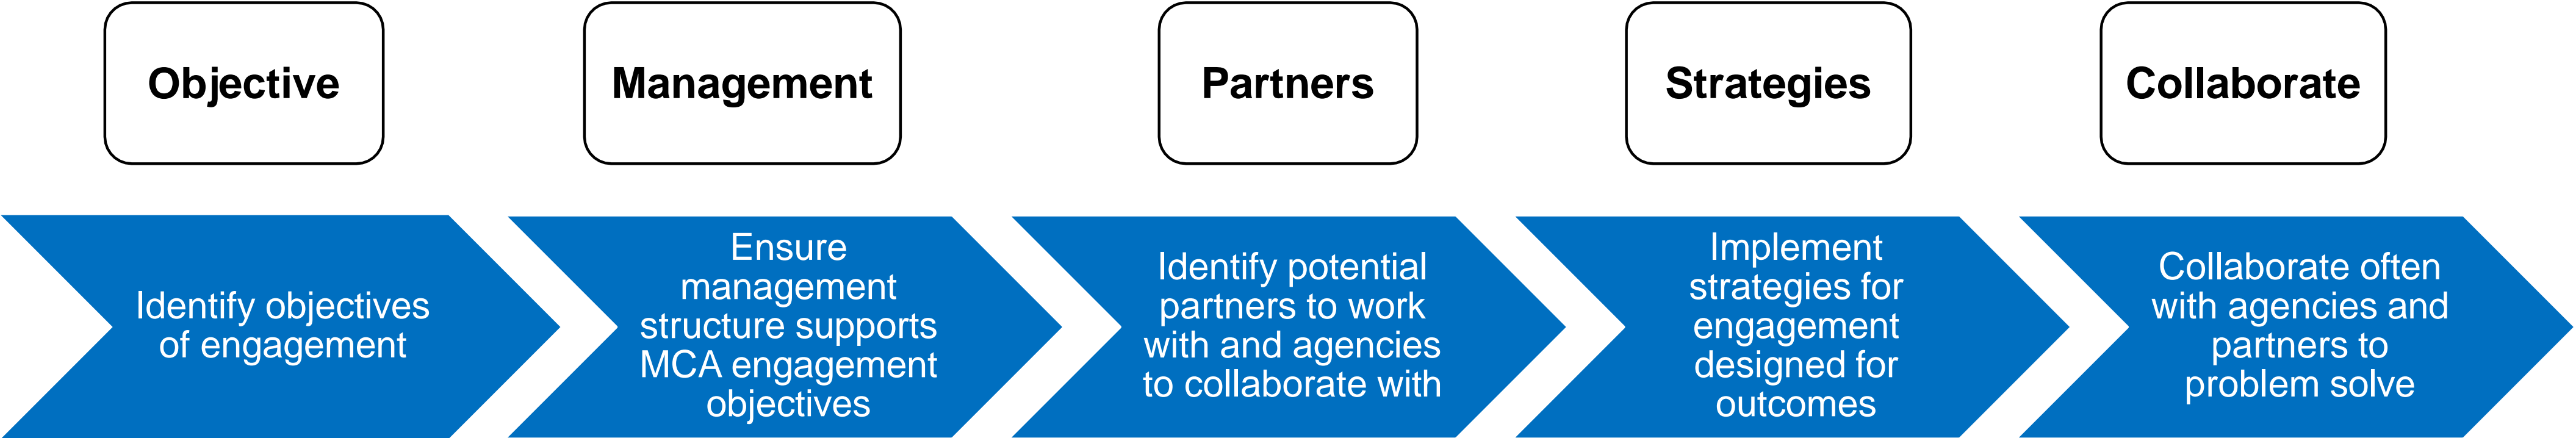 Objective
Management
Partners
Strategies
Collaborate
Identify objectives
of engagement
Ensure
management
structure supports
MCA engagement
objectives
Identify potential
partners to work
with and agencies
to collaborate with
Implement
strategies for
engagement
designed for
outcomes
Collaborate often
with agencies and
partners to
problem solve